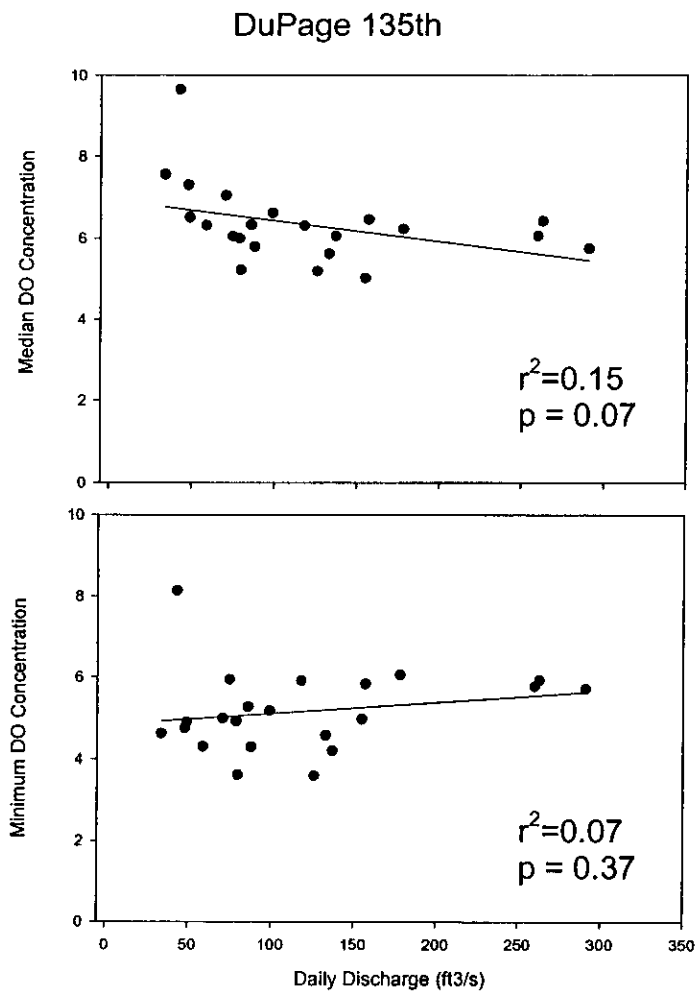 DuPage 135th
10
8
6
4
2
0
Median DO Concentration
r²=0.15
p = 0.07
10
8
6
4
2
0
Minimum DO Concentration
r²=0.07
p = 0.37
0 50 100 150 200 250 300 350
Daily Discharge (ft3/s)